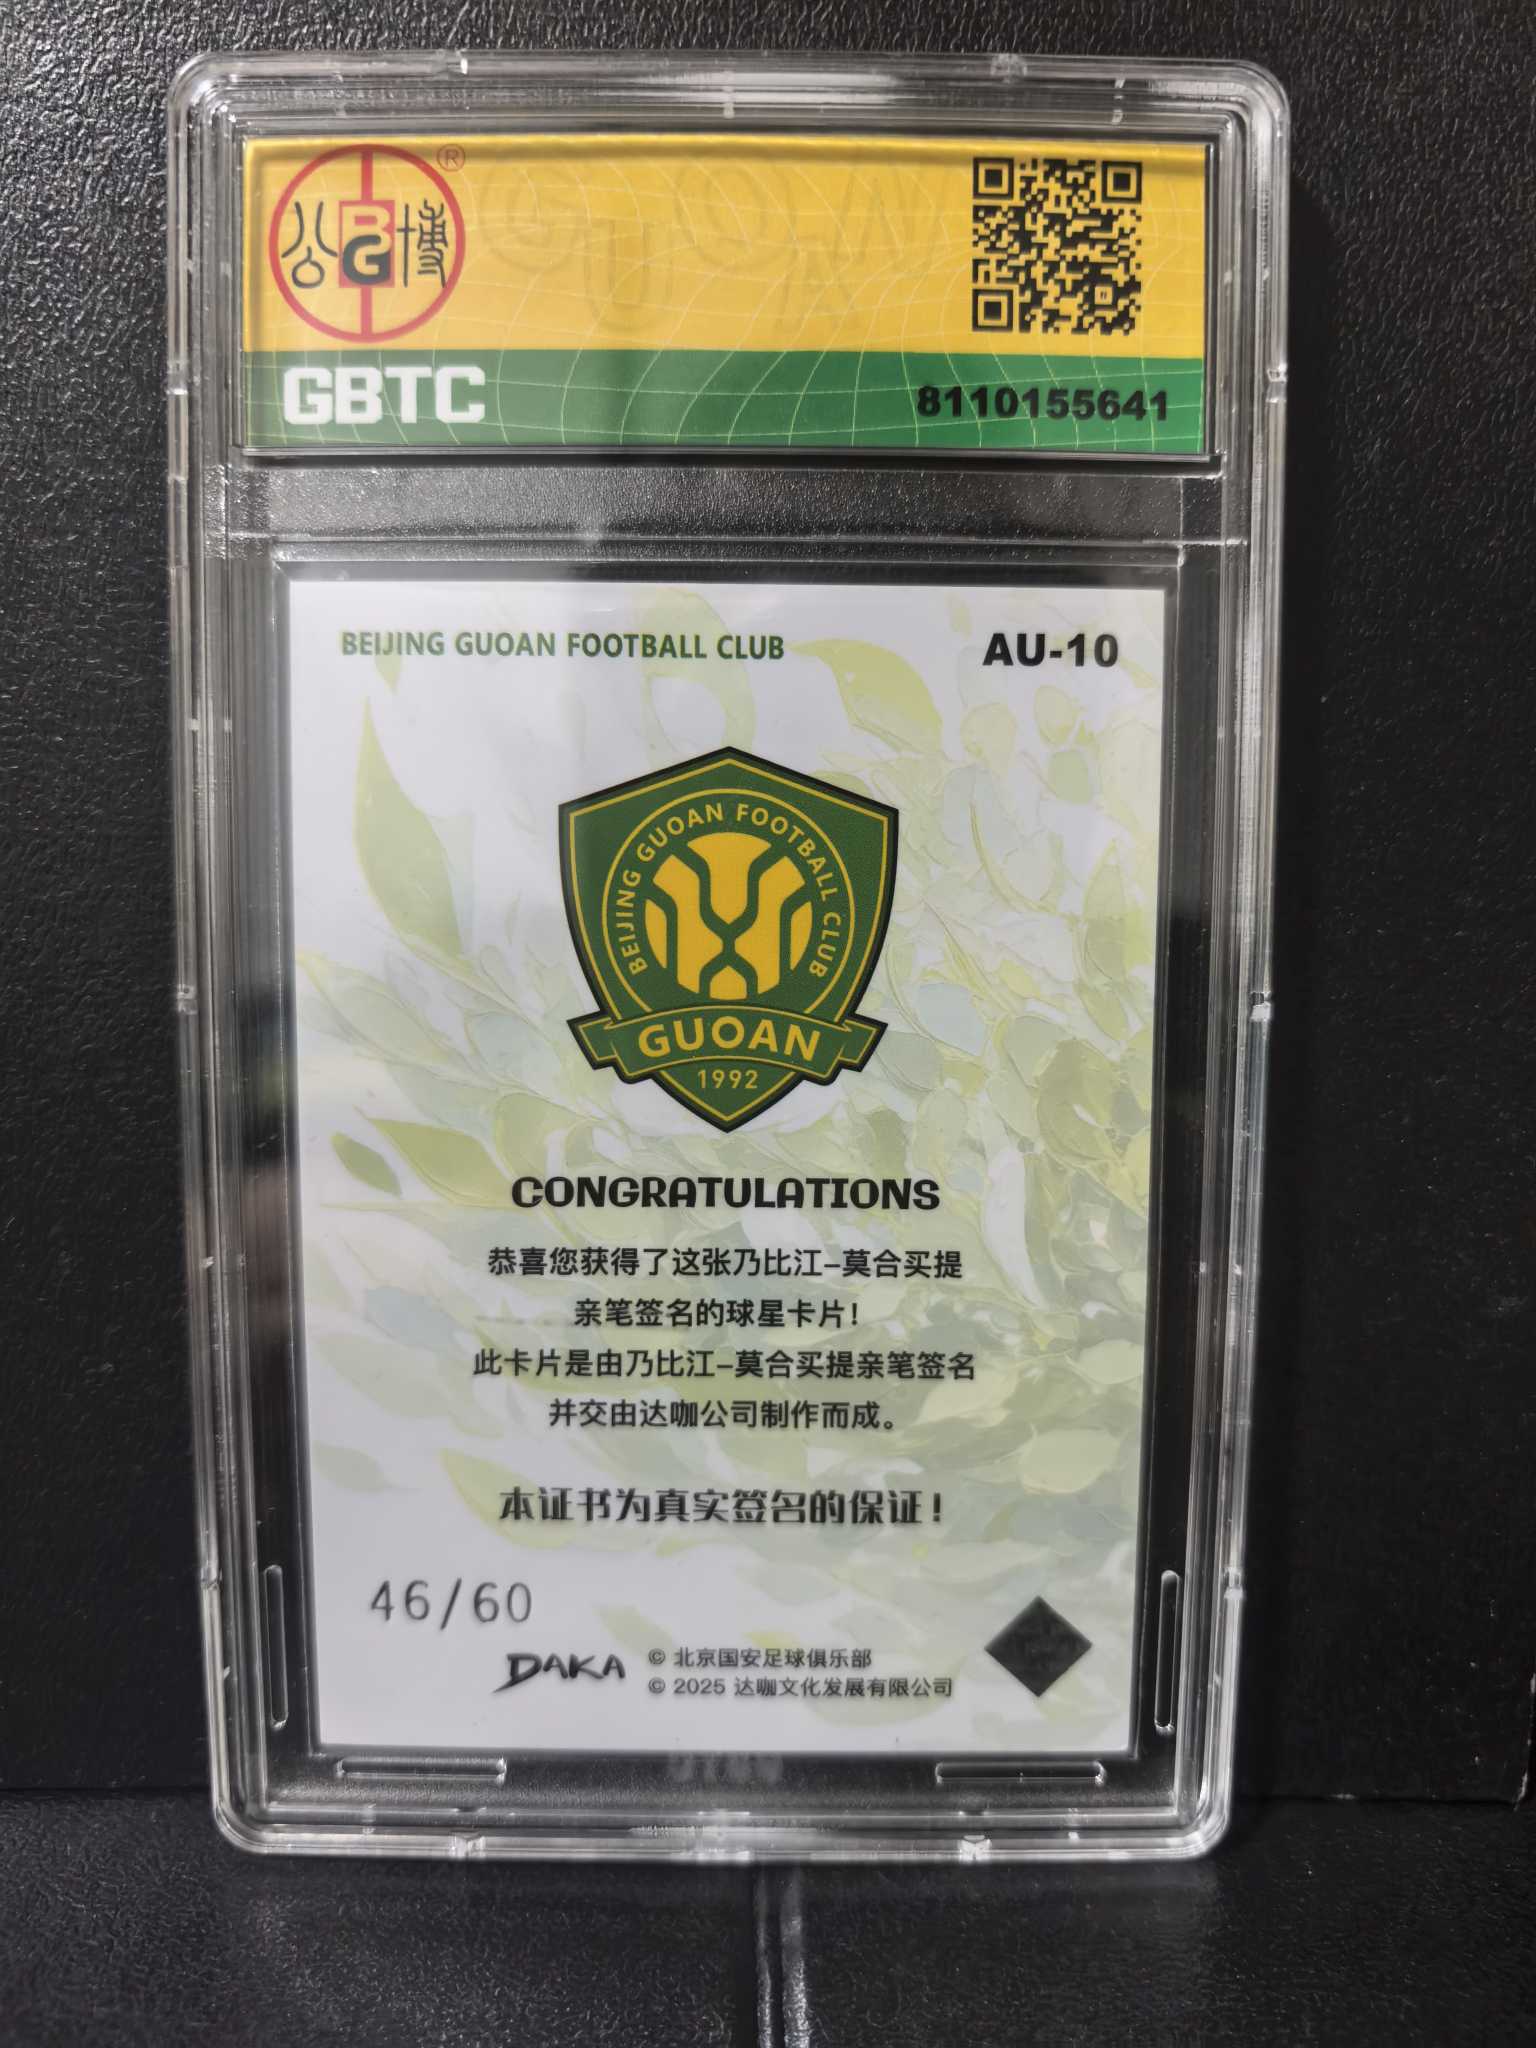 公 BG 博 ®
GBTC
8110155641
BEIJING GUOAN FOOTBALL CLUB
AU-10
BEIJING GUOAN FOOTBALL CLUB
GUOAN
1992
CONGRATULATIONS
恭喜您获得了这张乃比江–莫合买提
亲笔签名的球星卡片!
此卡片是由乃比江–莫合买提亲笔签名
并交由达咖公司制作而成。
本证书为真实签名的保证!
46/60
DAKA
© 北京国安足球俱乐部
© 2025 达咖文化发展有限公司